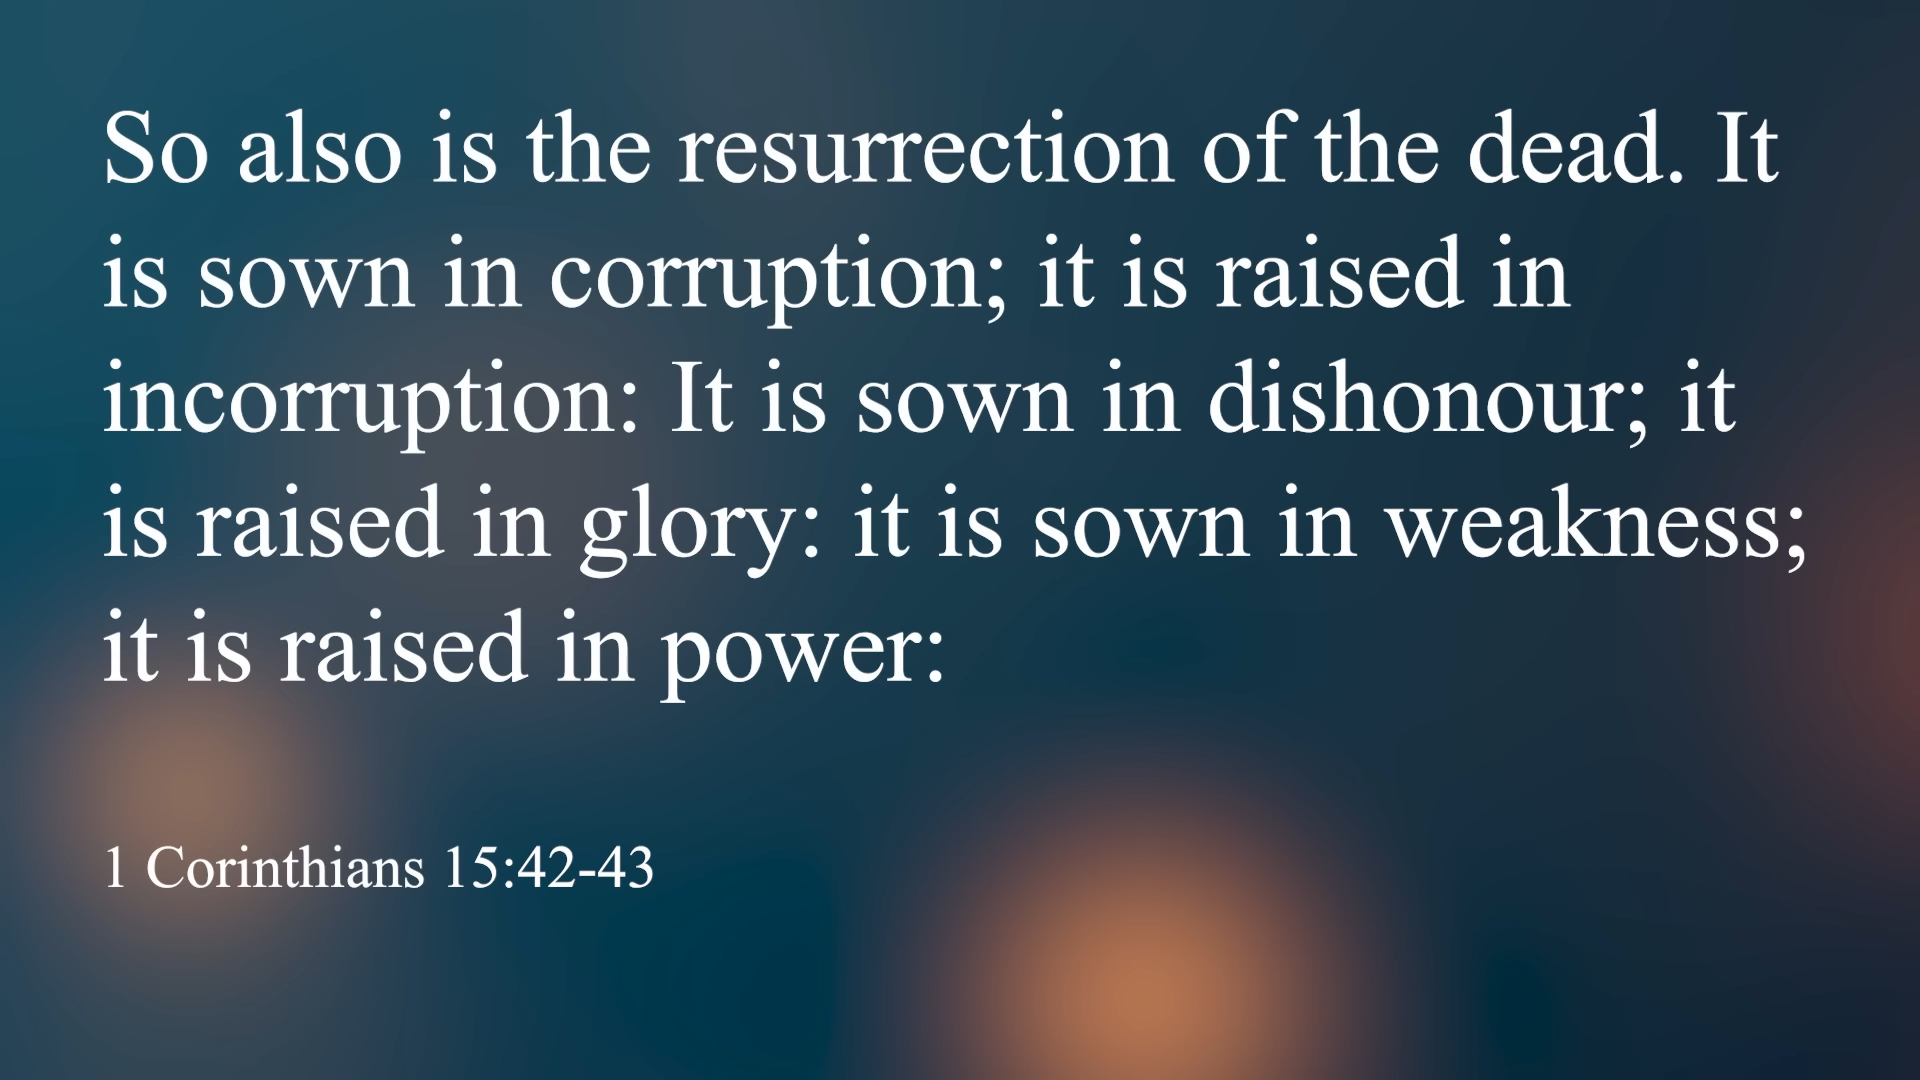 So also is the resurrection of the dead. It
is sown in corruption; it is raised in
incorruption: It is sown in dishonour; it
is raised in glory: it is sown in weakness;
it is raised in power:
1 Corinthians 15:42-43